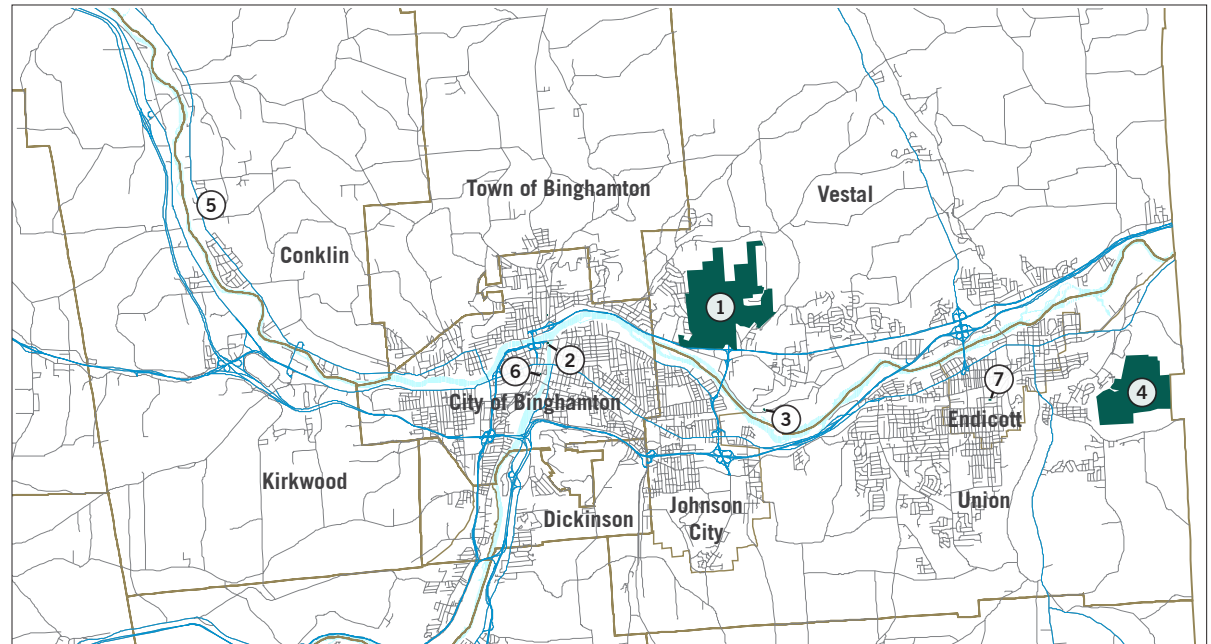 Town of Binghamton
Vestal
5
Conklin
1
2
6
7
4
City of Binghamton
3
Endicott
Kirkwood
Johnson
City
Union
Dickinson